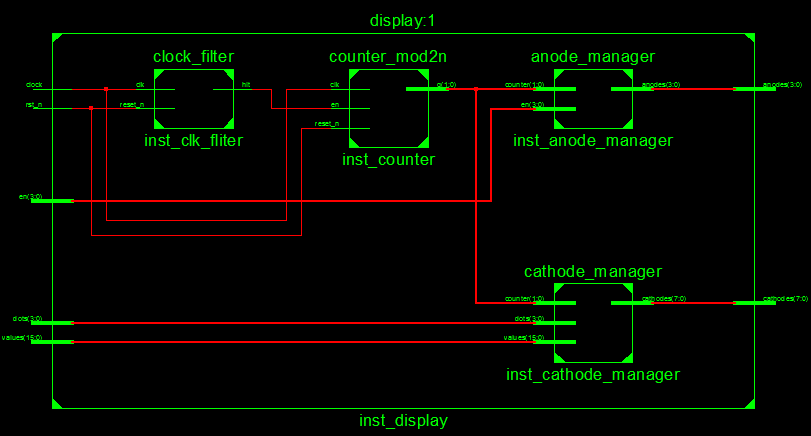 display:1
clock_filter
counter_mod2n
anode_manager
clock
clk
hit
clk
q(1:0)
counter(1:0)
anodes(3:0)
anodes(3:0)
rst_n
reset_n
en
en(3:0)
reset_n
inst_clk_fliter
inst_counter
inst_anode_manager
en(3:0)
cathode_manager
counter(1:0)
cathodes(7:0)
cathodes(7:0)
dots(3:0)
dots(3:0)
values(15:0)
values(15:0)
inst_cathode_manager
inst_display